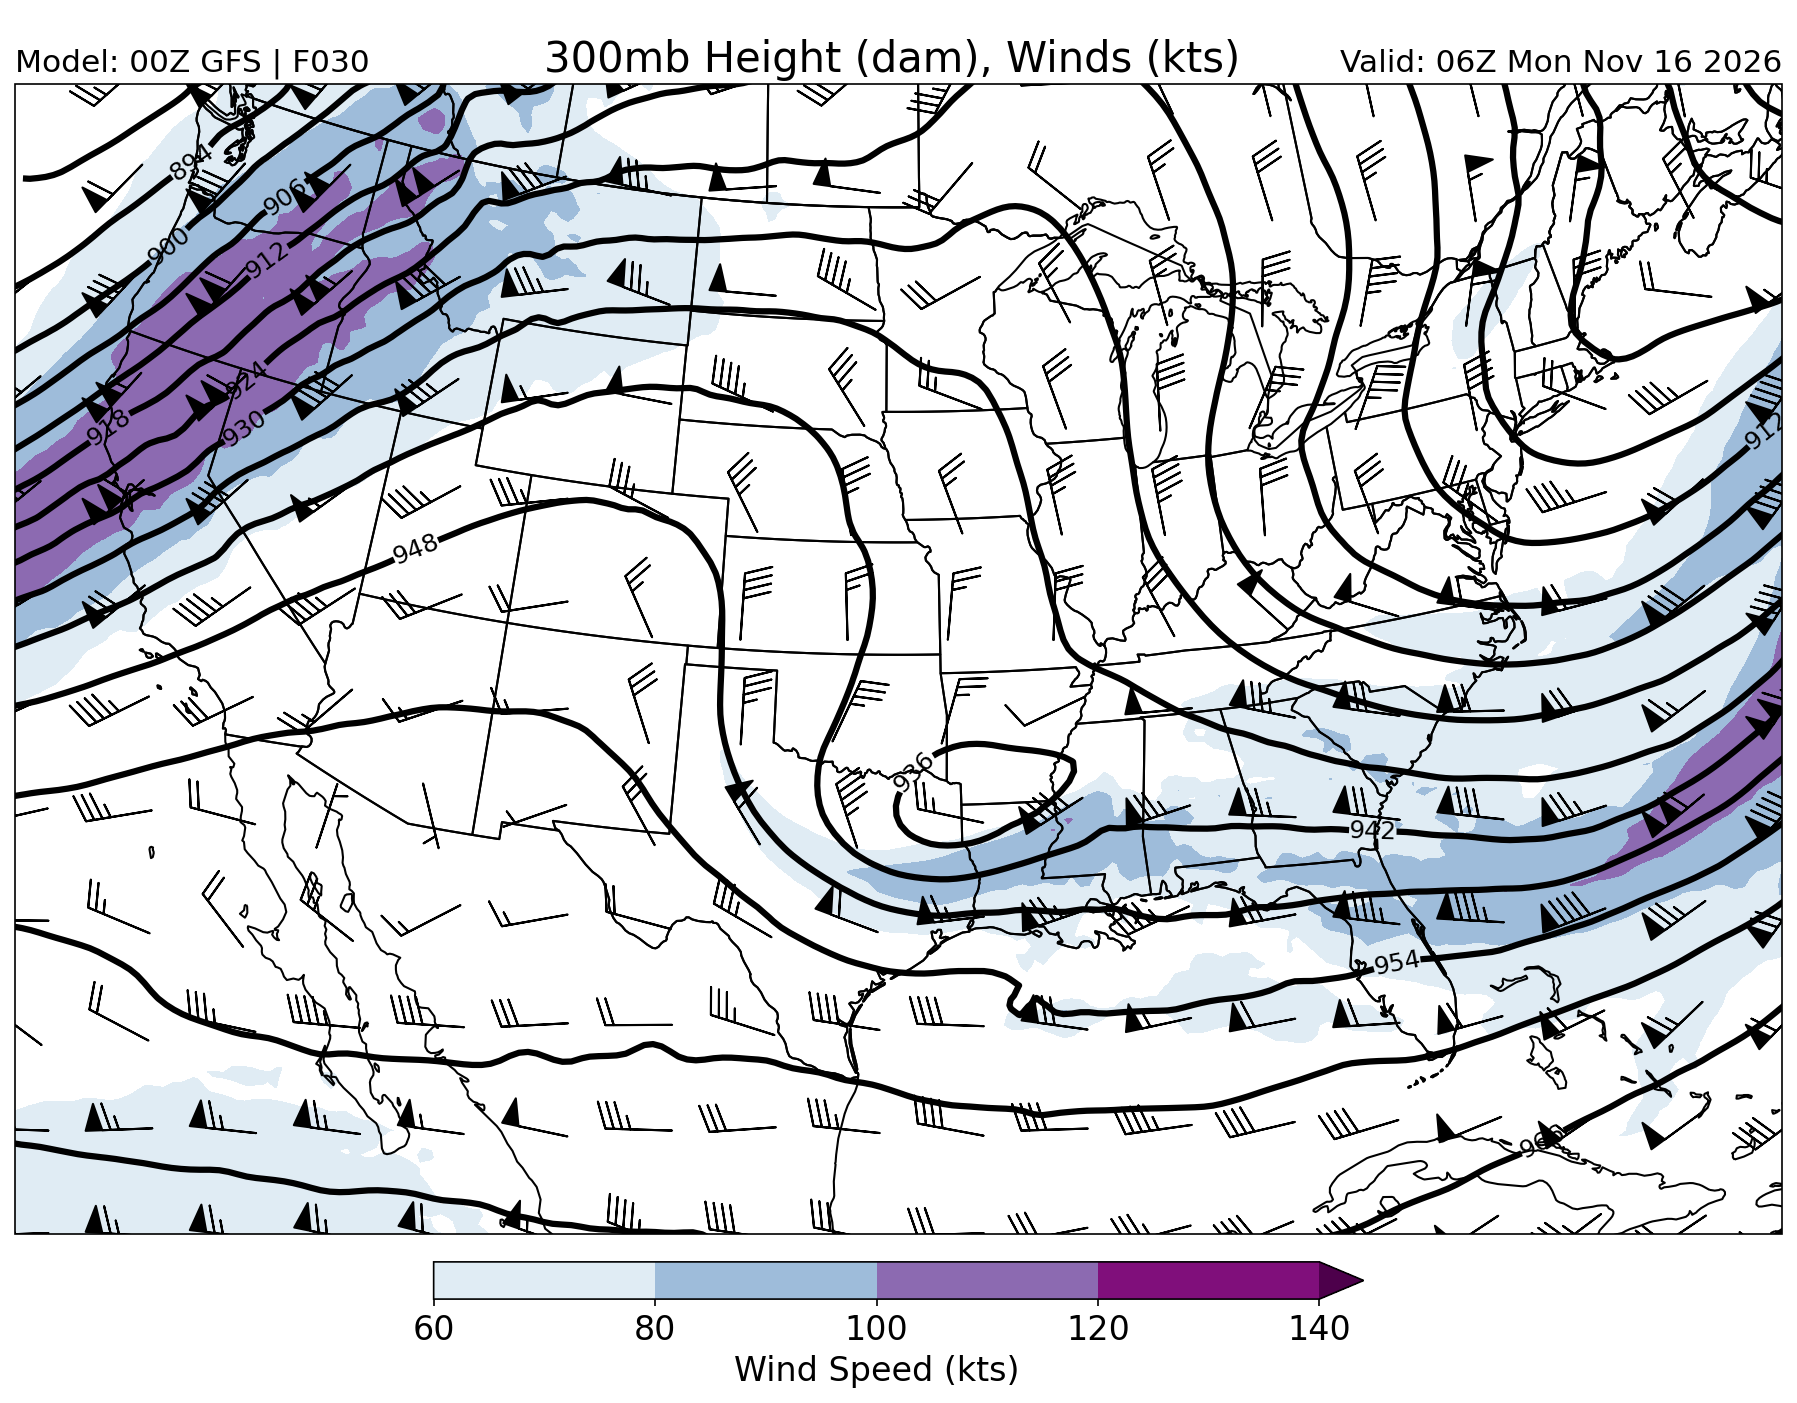 Model: 00Z GFS | F030
300mb Height (dam), Winds (kts)
Valid: 06Z Mon Nov 16 2026
894
906
900
912
924
918
930
912
948
936
942
954
60 80 100 120 140
Wind Speed (kts)